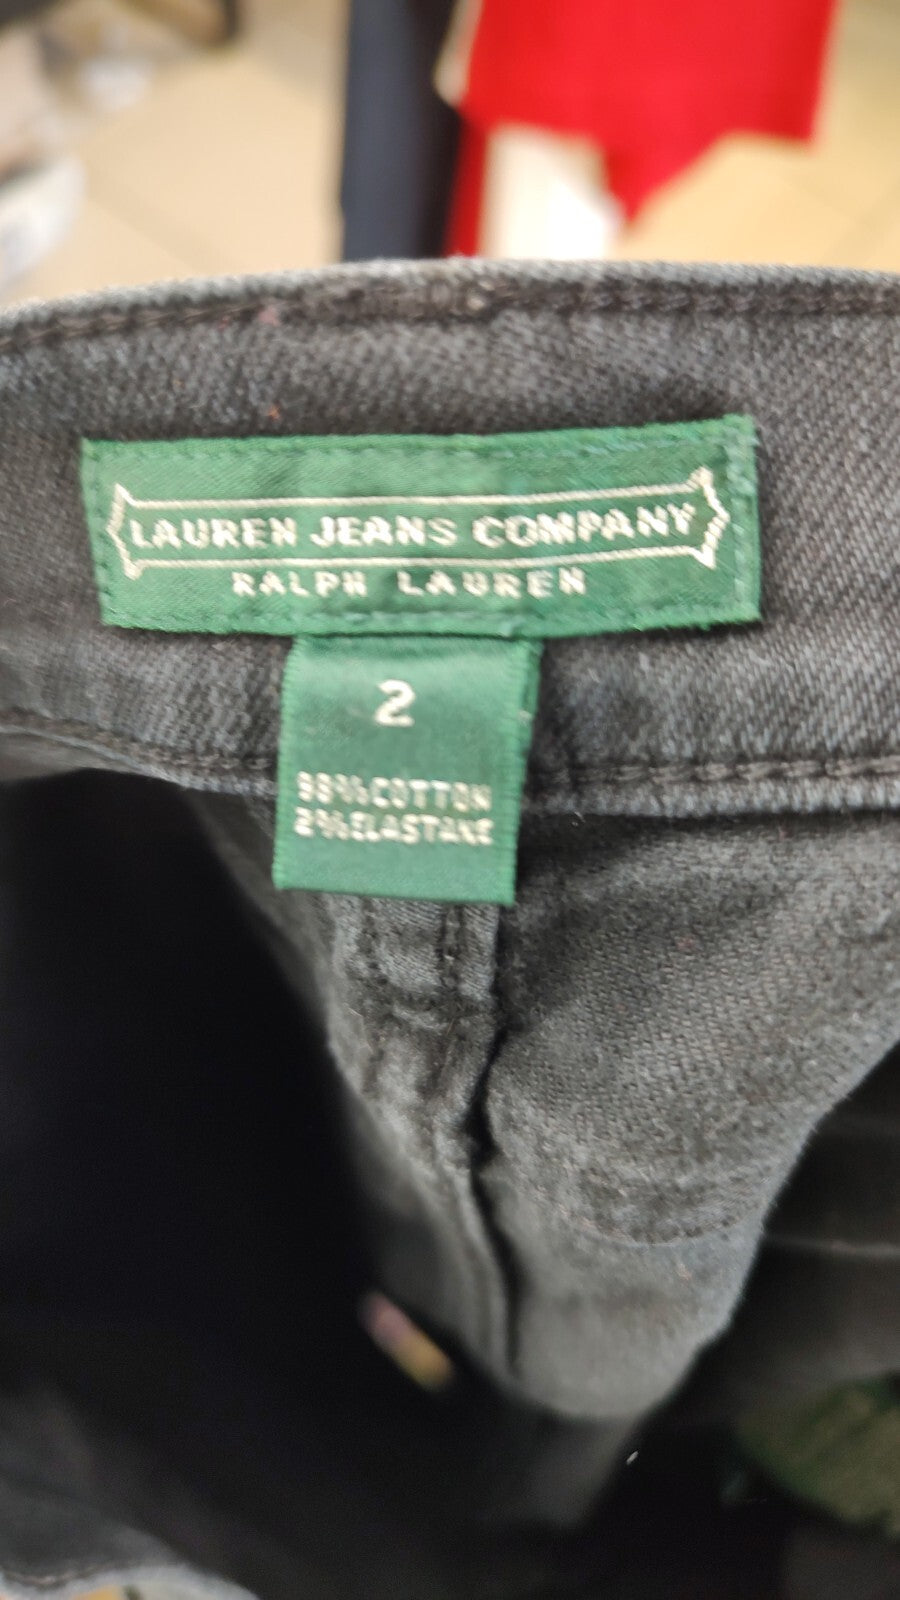 LAUREN JEANS COMPANY
RALPH LAUREN
2
98% COTTON
2% ELASTANE